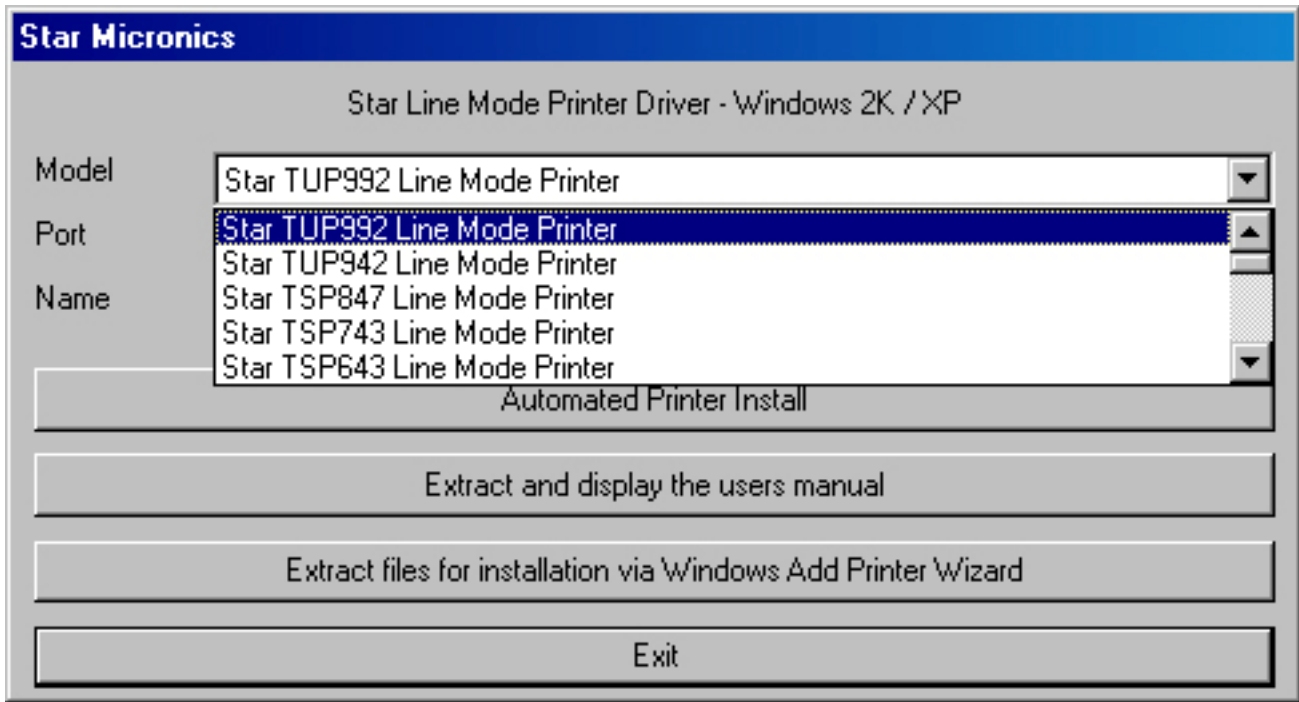 Star Micronics
Star Line Mode Printer Driver - Windows 2K / XP
Model
Star TUP992 Line Mode Printer
Port
Star TUP992 Line Mode Printer
Star TUP942 Line Mode Printer
Name
Star TSP847 Line Mode Printer
Star TSP743 Line Mode Printer
Star TSP643 Line Mode Printer
Automated Printer Install
Extract and display the users manual
Extract files for installation via Windows Add Printer Wizard
Exit